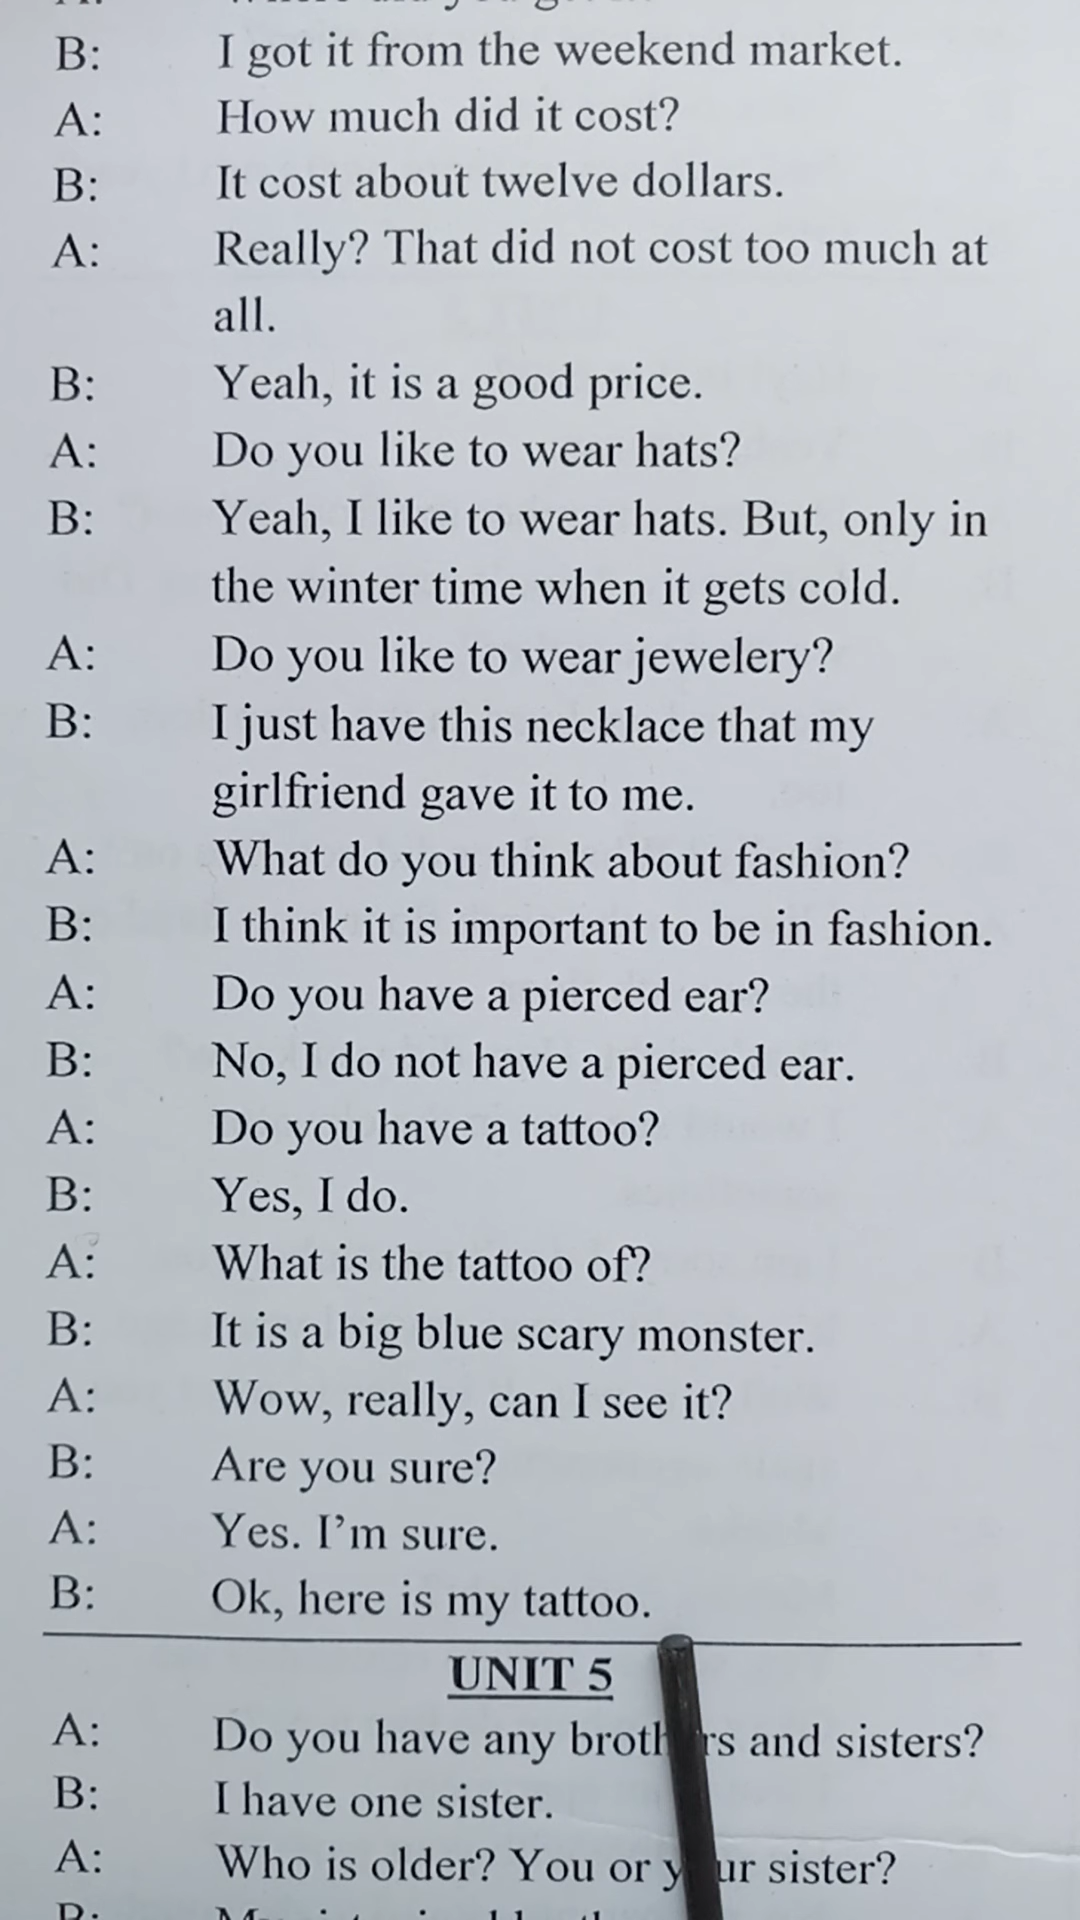 B: I got it from the weekend market.
A: How much did it cost?
B: It cost about twelve dollars.
A: Really? That did not cost too much at
all.
B: Yeah, it is a good price.
A: Do you like to wear hats?
B: Yeah, I like to wear hats. But, only in
the winter time when it gets cold.
A: Do you like to wear jewelery?
B: I just have this necklace that my
girlfriend gave it to me.
A: What do you think about fashion?
B: I think it is important to be in fashion.
A: Do you have a pierced ear?
B: No, I do not have a pierced ear.
A: Do you have a tattoo?
B: Yes, I do.
A: What is the tattoo of?
B: It is a big blue scary monster.
A: Wow, really, can I see it?
B: Are you sure?
A: Yes. I'm sure.
B: Ok, here is my tattoo.
UNIT 5
A: Do you have any brothers and sisters?
B: I have one sister.
A: Who is older? You or your sister?